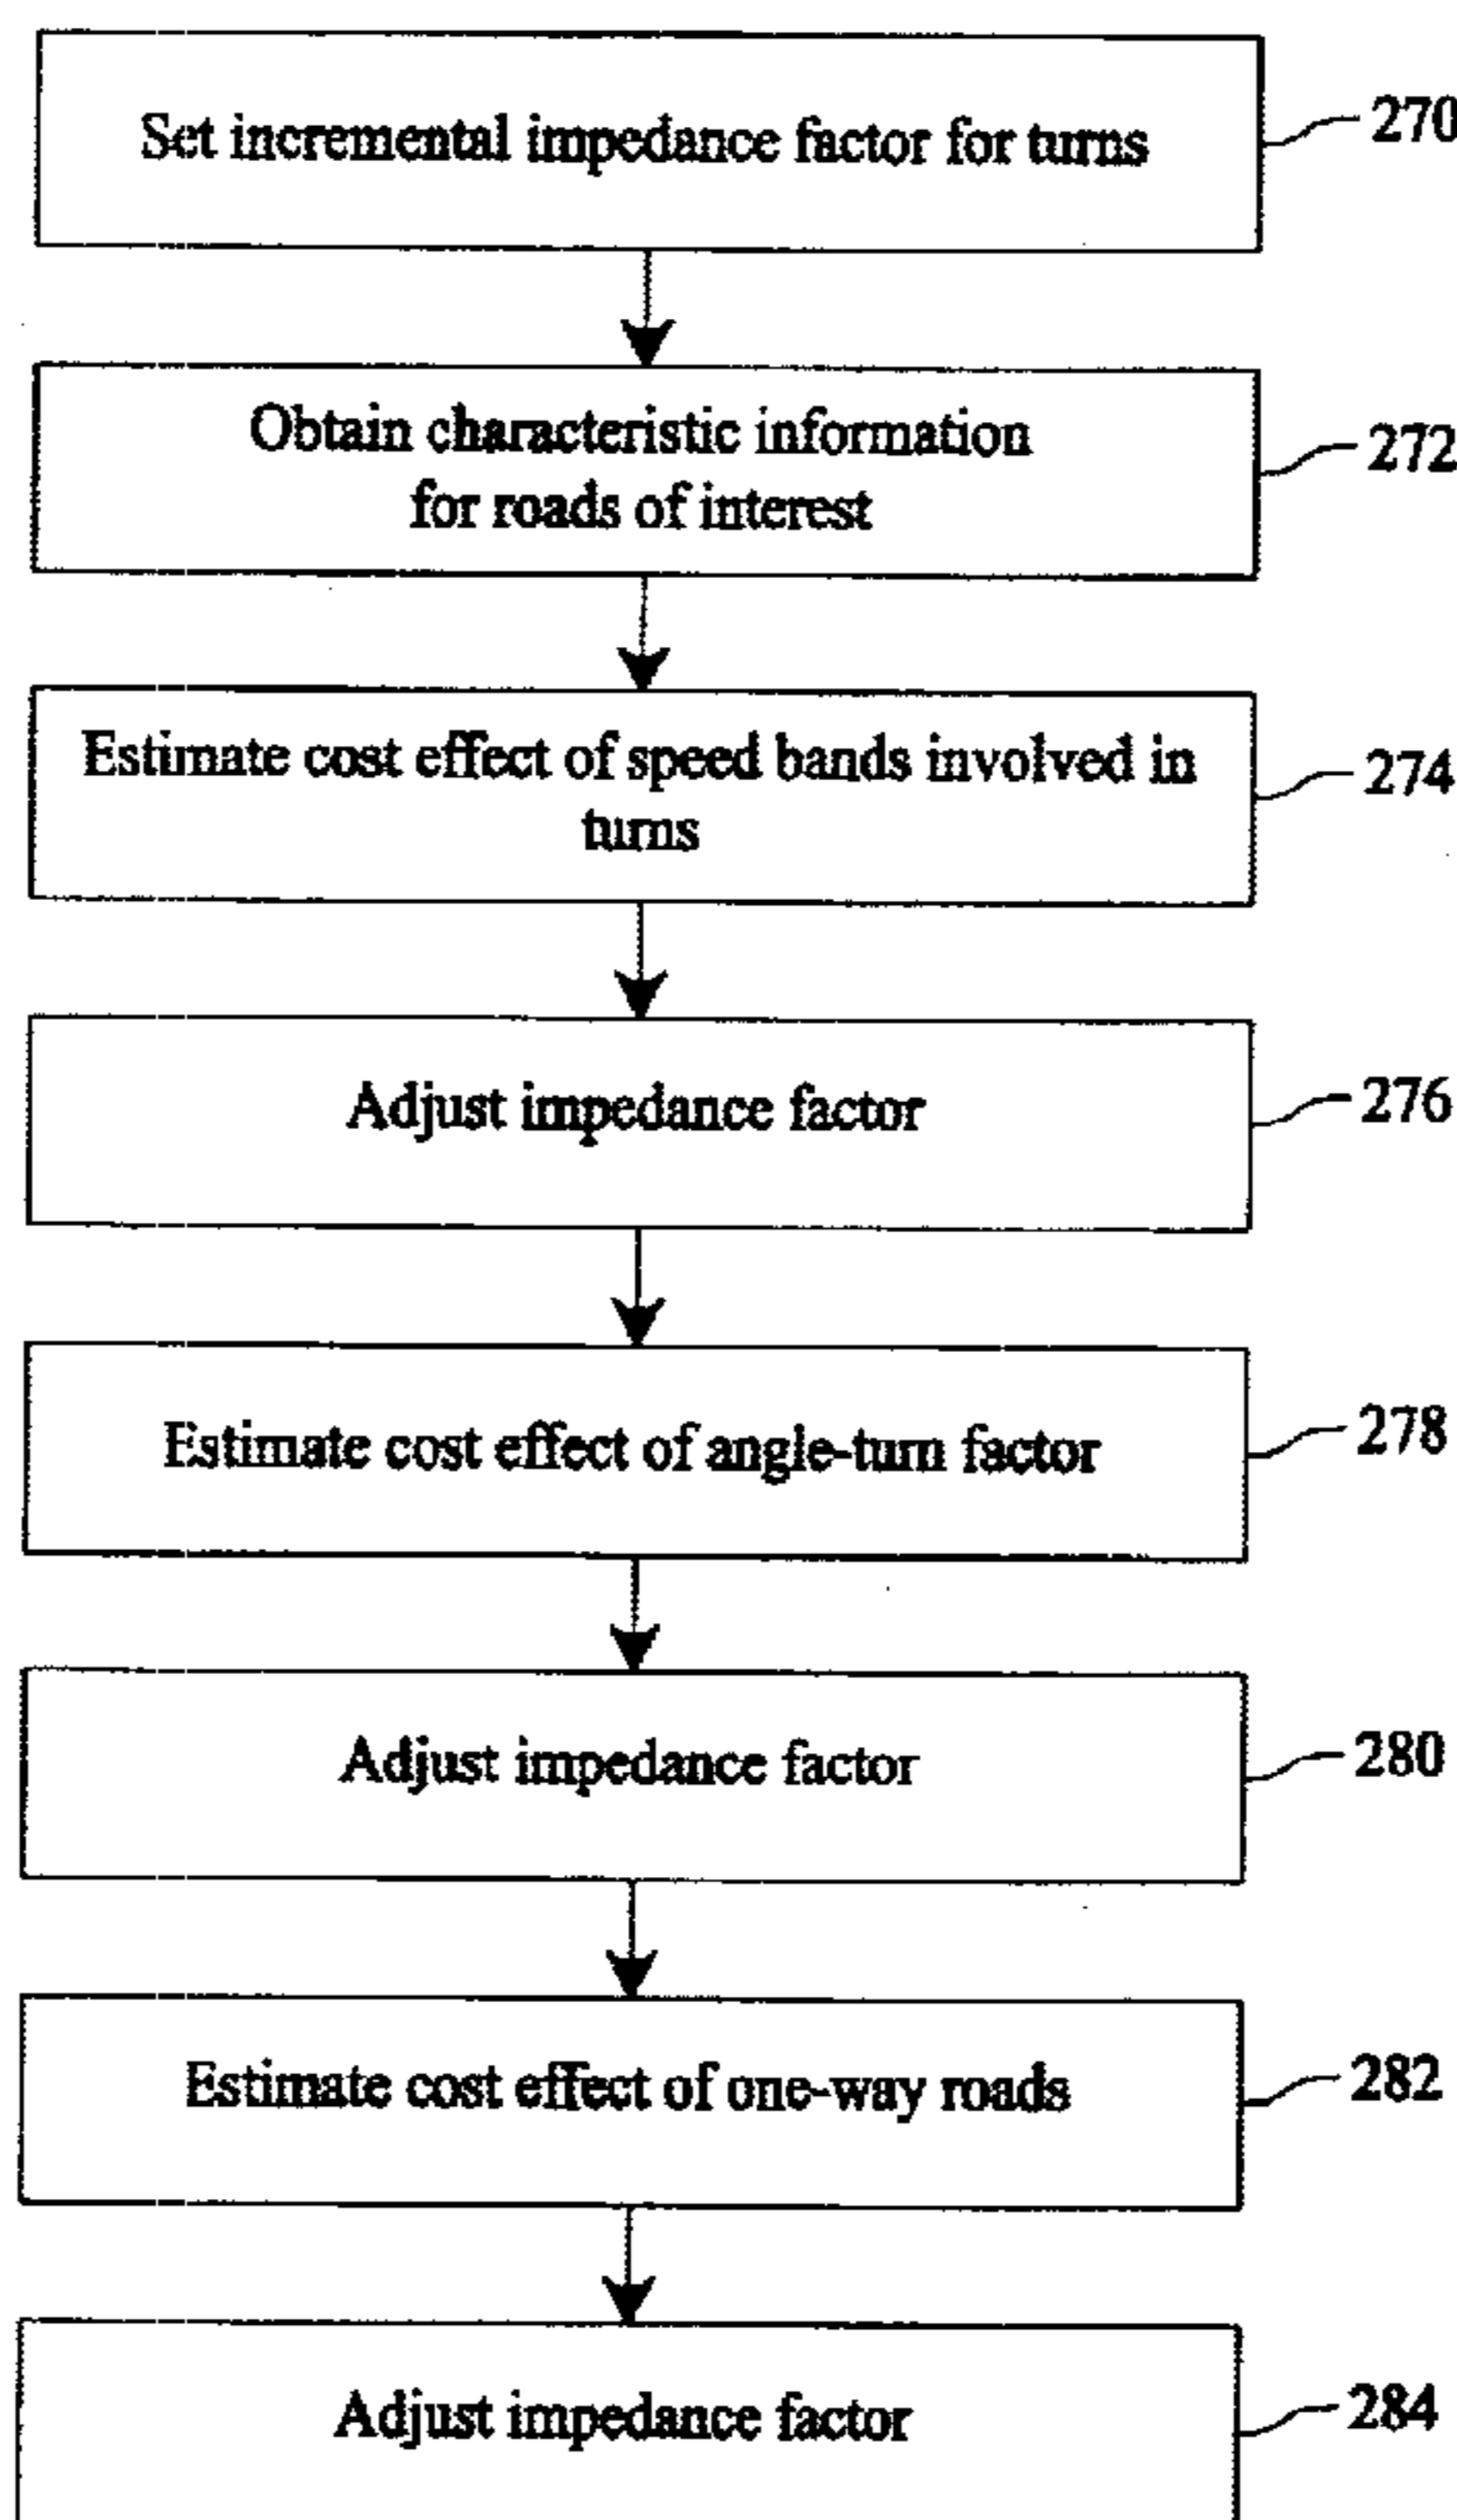 Set incremental impedance factor for turns
270
Obtain characteristic information
for roads of interest
272
Estimate cost effect of speed bands involved in
turns
274
Adjust impedance factor
276
Estimate cost effect of angle-turn factor
278
Adjust impedance factor
280
Estimate cost effect of one-way roads
282
Adjust impedance factor
284